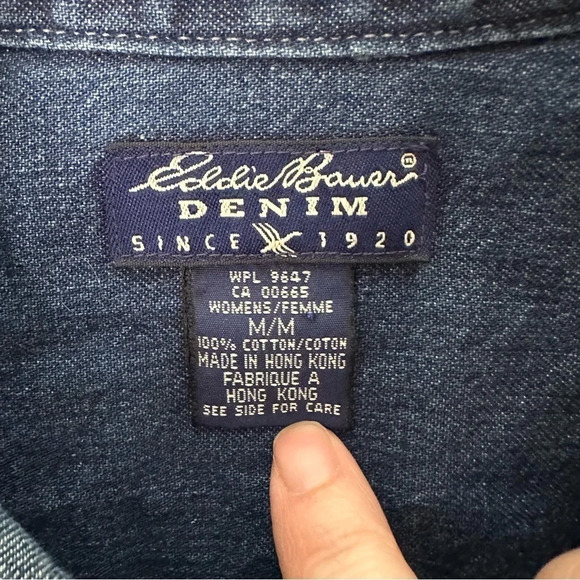 Eddie Bauer®
DENIM
SINCE 1920
WPL 9647
CA 00665
WOMENS/FEMME
M/M
100% COTTON/COTON
MADE IN HONG KONG
FABRIQUE A
HONG KONG
SEE SIDE FOR CARE